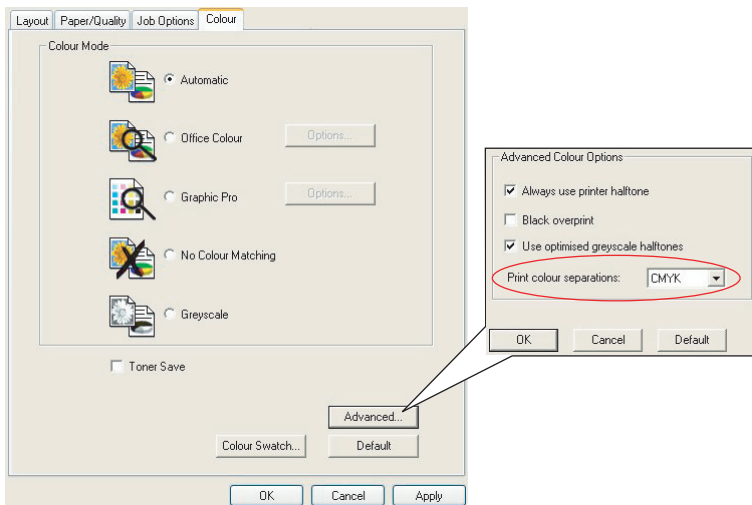 Layout Paper/Quality Job Options Colour
Colour Mode
Automatic
Office Colour Options...
Graphic Pro Options...
No Colour Matching
Greyscale
Toner Save
Advanced...
Colour Swatch... Default
OK Cancel Apply
Advanced Colour Options
Always use printer halftone
Black overprint
Use optimised greyscale halftones
Print colour separations: CMYK
OK Cancel Default